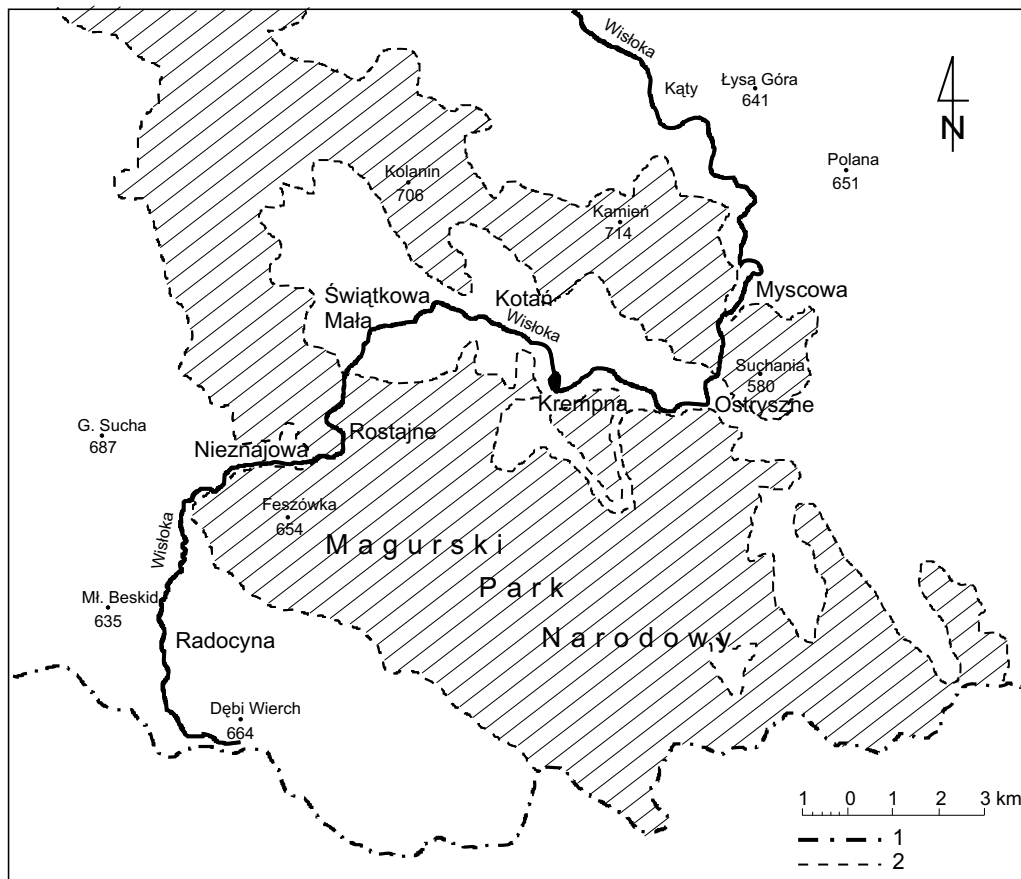 Wisłoka
Kąty
Łysa Góra
641
N
Polana
651
Kolanin
706
Kamień
714
Świątkowa
Mała
Kotań
Wisłoka
Myscowa
Suchania
580
Krempna
Ostryszne
G. Sucha
687
Nieznajowa
Rostajne
Feszówka
654
Wisłoka
Magurski
Park
Narodowy
Mł. Beskid
635
Radocyna
Dębi Wierch
664
1 0 1 2 3 km
1
2